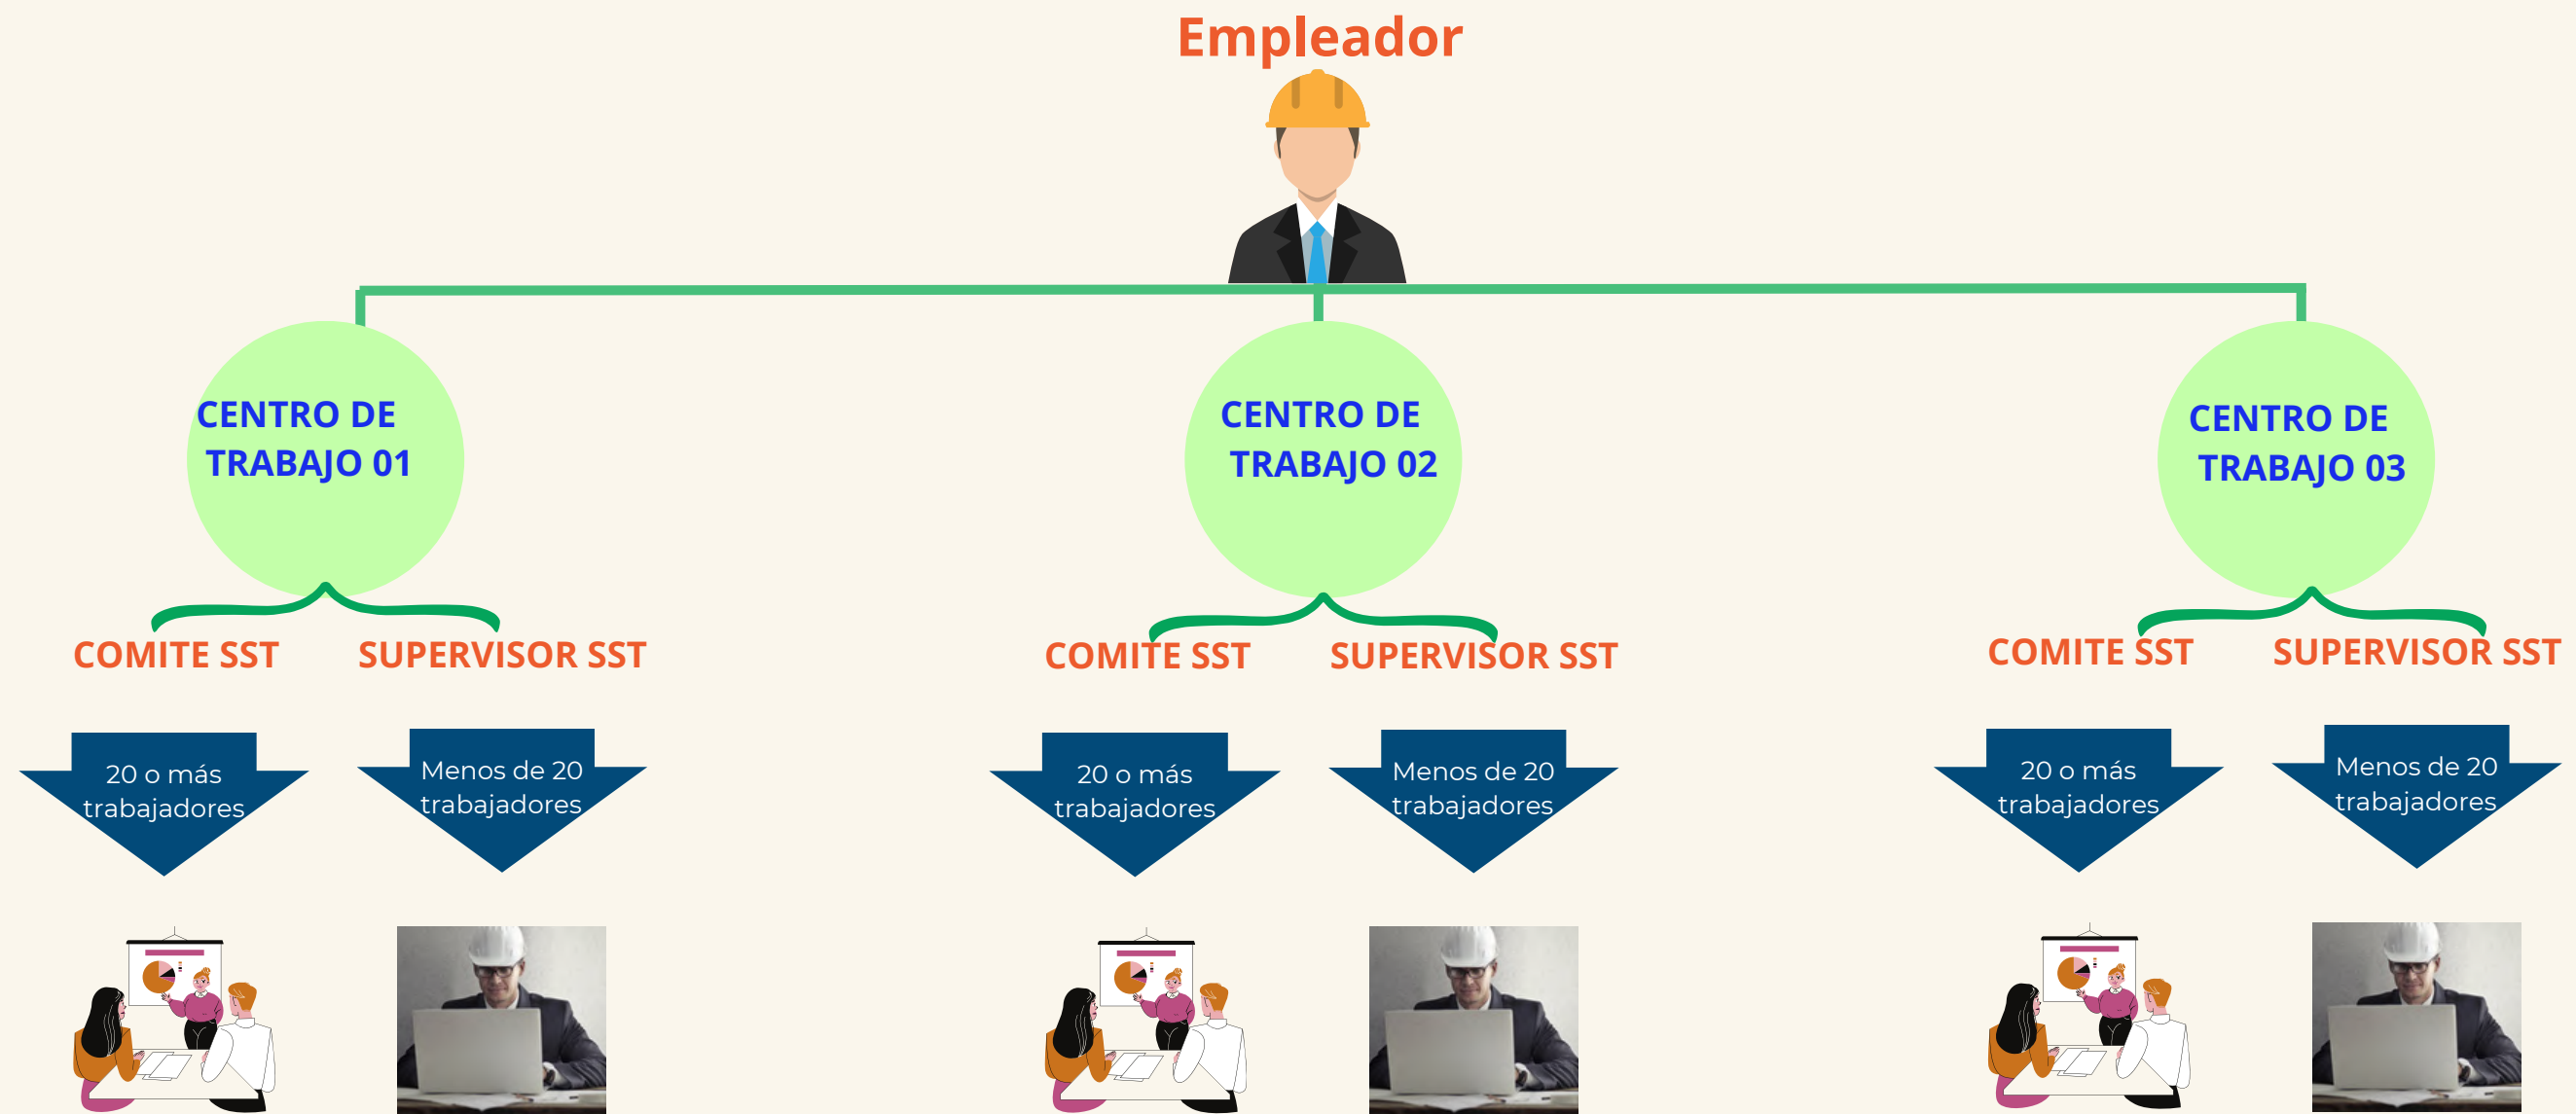 Empleador
CENTRO DE
TRABAJO 01
CENTRO DE
TRABAJO 02
CENTRO DE
TRABAJO 03
COMITE SST
SUPERVISOR SST
COMITE SST
SUPERVISOR SST
COMITE SST
SUPERVISOR SST
20 o más
trabajadores
Menos de 20
trabajadores
20 o más
trabajadores
Menos de 20
trabajadores
20 o más
trabajadores
Menos de 20
trabajadores